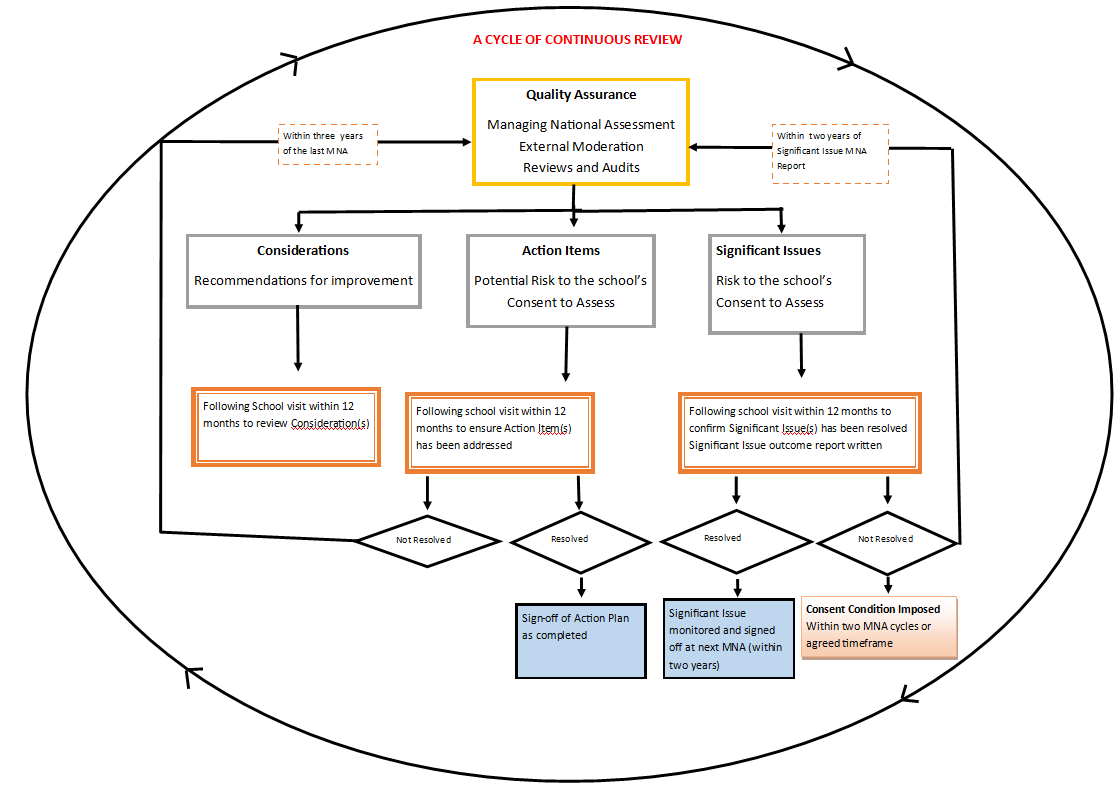 A CYCLE OF CONTINUOUS REVIEW
Quality Assurance
Managing National Assessment
External Moderation
Reviews and Audits
Within three years
of the last MNA
Within two years of
Significant Issue MNA
Report
Considerations
Recommendations for improvement
Action Items
Potential Risk to the school's
Consent to Assess
Significant Issues
Risk to the school's
Consent to Assess
Following School visit within 12
months to review Consideration(s)
Following school visit within 12
months to ensure Action Item(s)
has been addressed
Following school visit within 12 months to
confirm Significant Issue(s) has been resolved
Significant Issue outcome report written
Not Resolved
Resolved
Resolved
Not Resolved
Sign-off of Action Plan
as completed
Significant Issue
monitored and signed
off at next MNA (within
two years)
Consent Condition Imposed
Within two MNA cycles or
agreed timeframe